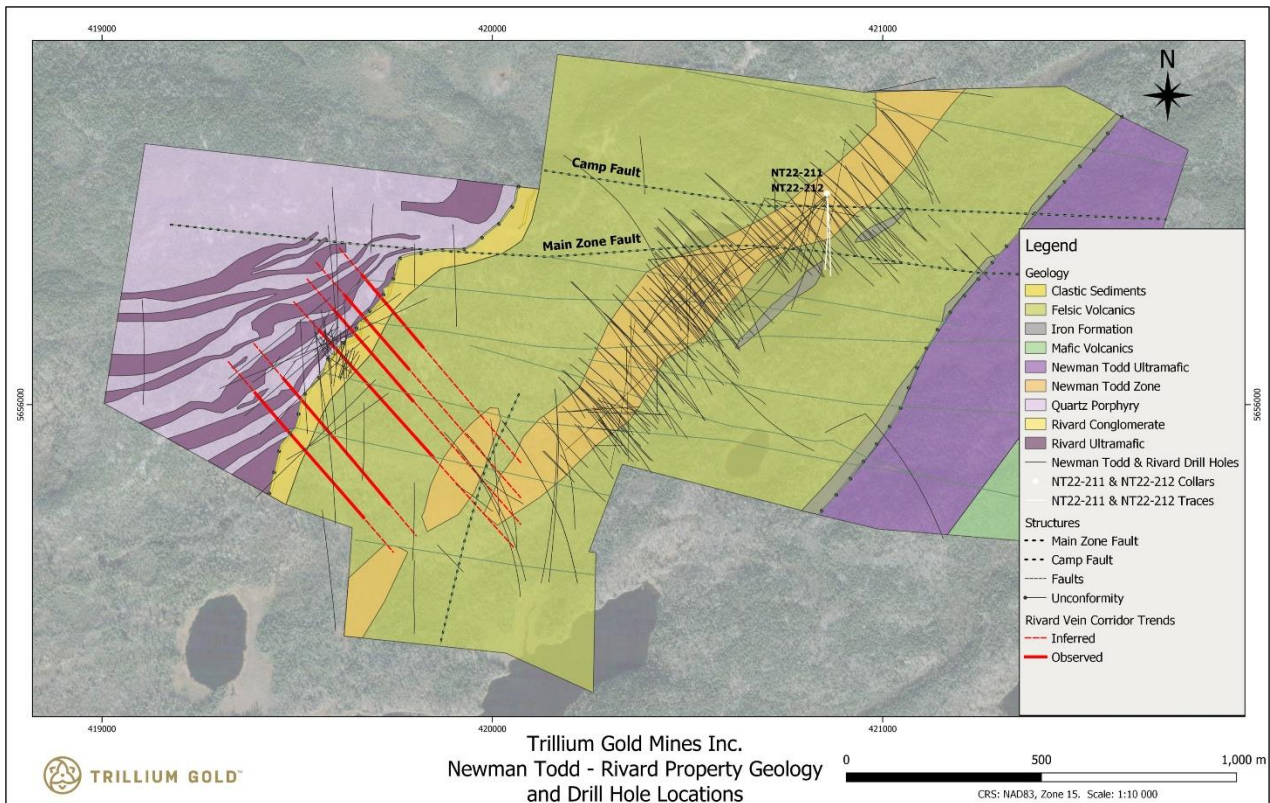 419000
420000
421000
N
Camp Fault
NT22-211
NT22-212
Main Zone Fault
5656000
5656000
Legend
Geology
Clastic Sediments
Felsic Volcanics
Iron Formation
Mafic Volcanics
Newman Todd Ultramafic
Newman Todd Zone
Quartz Porphyry
Rivard Conglomerate
Rivard Ultramafic
Newman Todd & Rivard Drill Holes
NT22-211 & NT22-212 Collars
NT22-211 & NT22-212 Traces
Structures
Main Zone Fault
Camp Fault
Faults
Unconformity
Rivard Vein Corridor Trends
Inferred
Observed
419000
420000
421000
TRILLIUM GOLD™
Trillium Gold Mines Inc.
Newman Todd - Rivard Property Geology
and Drill Hole Locations
0 500 1,000 m
CRS: NAD83, Zone 15. Scale: 1:10 000